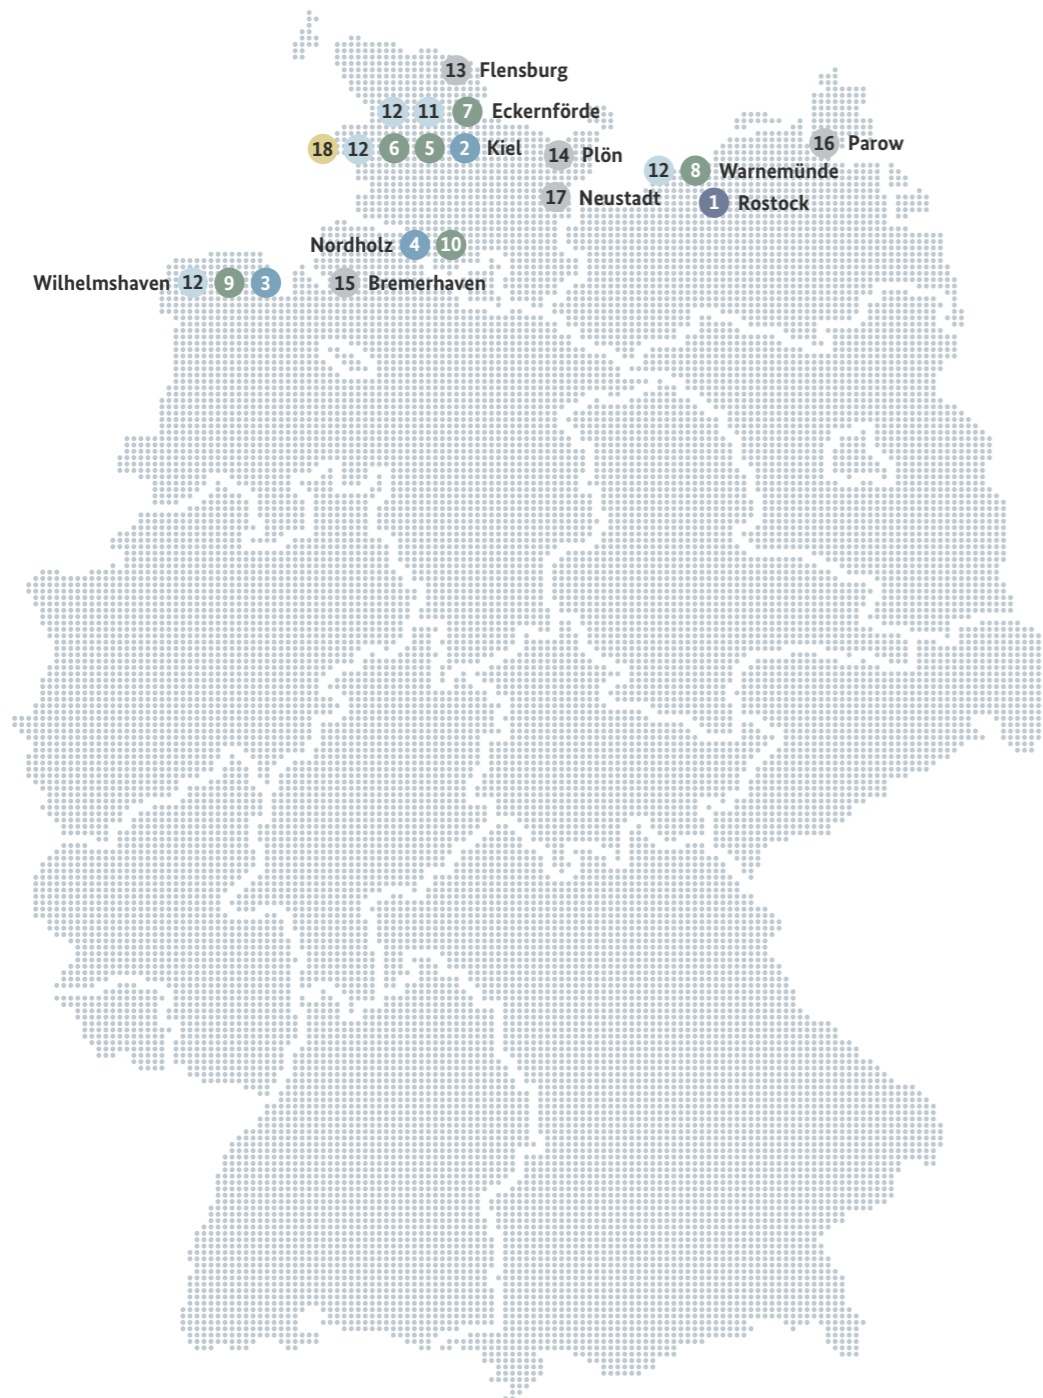 13 Flensburg
12 11 7 Eckernförde
18 12 6 5 2 Kiel
14 Plön
16 Parow
12 8 Warnemünde
17 Neustadt
1 Rostock
Nordholz 4 10
Wilhelmshaven 12 9 3
15 Bremerhaven